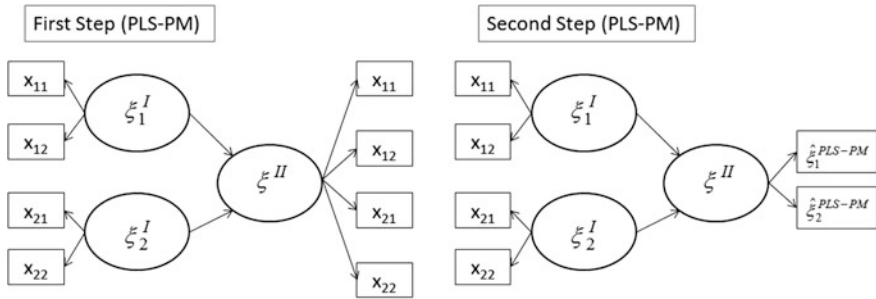 First Step (PLS-PM)
x₁₁
x₁₂
x₂₁
x₂₂
ξ₁ᴵ
ξ₂ᴵ
ξᴵᴵ
x₁₁
x₁₂
x₂₁
x₂₂
Second Step (PLS-PM)
x₁₁
x₁₂
x₂₁
x₂₂
ξ₁ᴵ
ξ₂ᴵ
ξᴵᴵ
ξ̂₁ᴾᴸˢ⁻ᴾᴹ
ξ̂₂ᴾᴸˢ⁻ᴾᴹ